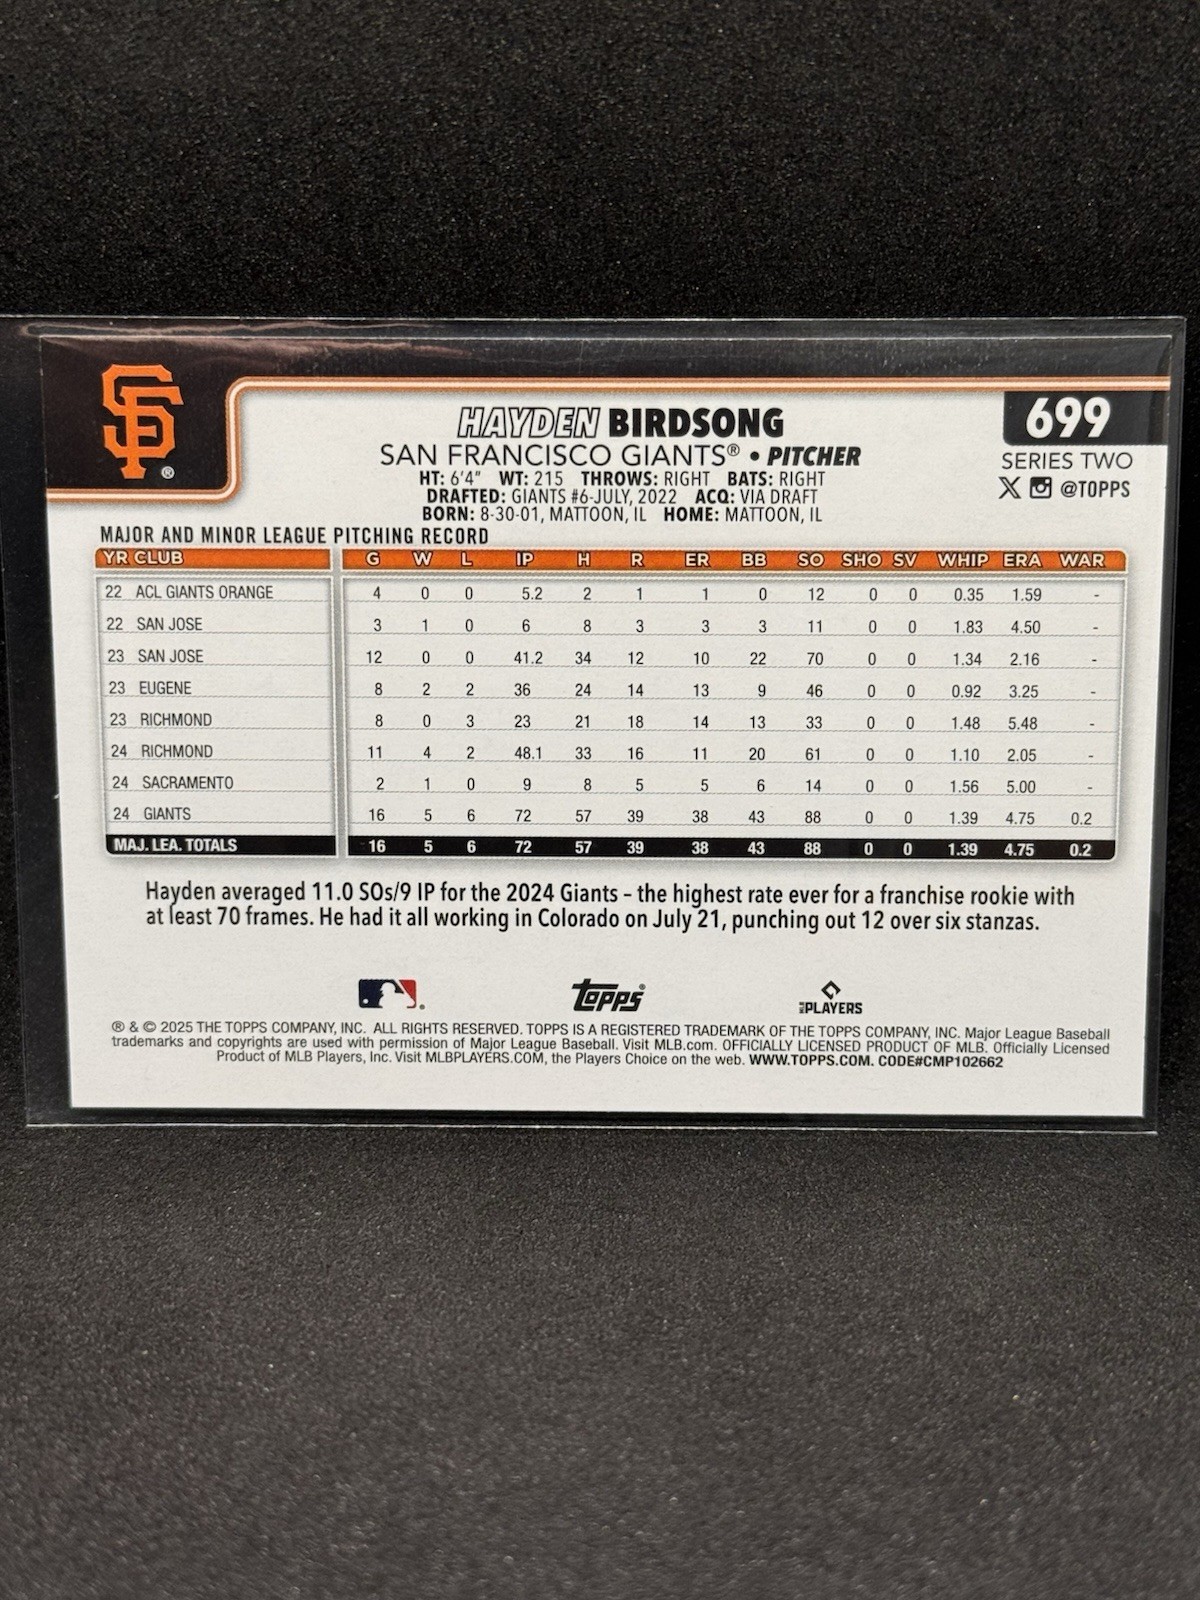 SF®
HAYDEN BIRDSONG
699
SAN FRANCISCO GIANTS® • PITCHER
SERIES TWO
HT: 6'4" WT: 215 THROWS: RIGHT BATS: RIGHT
X @TOPPS
DRAFTED: GIANTS #6-JULY, 2022 ACQ: VIA DRAFT
BORN: 8-30-01, MATTOON, IL HOME: MATTOON, IL
MAJOR AND MINOR LEAGUE PITCHING RECORD
YR CLUB G W L IP H R ER BB SO SHO SV WHIP ERA WAR
22 ACL GIANTS ORANGE 4 0 0 5.2 2 1 1 0 12 0 0 0.35 1.59 -
22 SAN JOSE 3 1 0 6 8 3 3 3 11 0 0 1.83 4.50 -
23 SAN JOSE 12 0 0 41.2 34 12 10 22 70 0 0 1.34 2.16 -
23 EUGENE 8 2 2 36 24 14 13 9 46 0 0 0.92 3.25 -
23 RICHMOND 8 0 3 23 21 18 14 13 33 0 0 1.48 5.48 -
24 RICHMOND 11 4 2 48.1 33 16 11 20 61 0 0 1.10 2.05 -
24 SACRAMENTO 2 1 0 9 8 5 5 6 14 0 0 1.56 5.00 -
24 GIANTS 16 5 6 72 57 39 38 43 88 0 0 1.39 4.75 0.2
MAJ. LEA. TOTALS 16 5 6 72 57 39 38 43 88 0 0 1.39 4.75 0.2
Hayden averaged 11.0 SOs/9 IP for the 2024 Giants – the highest rate ever for a franchise rookie with
at least 70 frames. He had it all working in Colorado on July 21, punching out 12 over six stanzas.
Topps
MLB PLAYERS
® & © 2025 THE TOPPS COMPANY, INC. ALL RIGHTS RESERVED. TOPPS IS A REGISTERED TRADEMARK OF THE TOPPS COMPANY, INC. Major League Baseball
trademarks and copyrights are used with permission of Major League Baseball. Visit MLB.com. OFFICIALLY LICENSED PRODUCT OF MLB. Officially Licensed
Product of MLB Players, Inc. Visit MLBPLAYERS.COM, the Players Choice on the web. WWW.TOPPS.COM. CODE#CMP102662